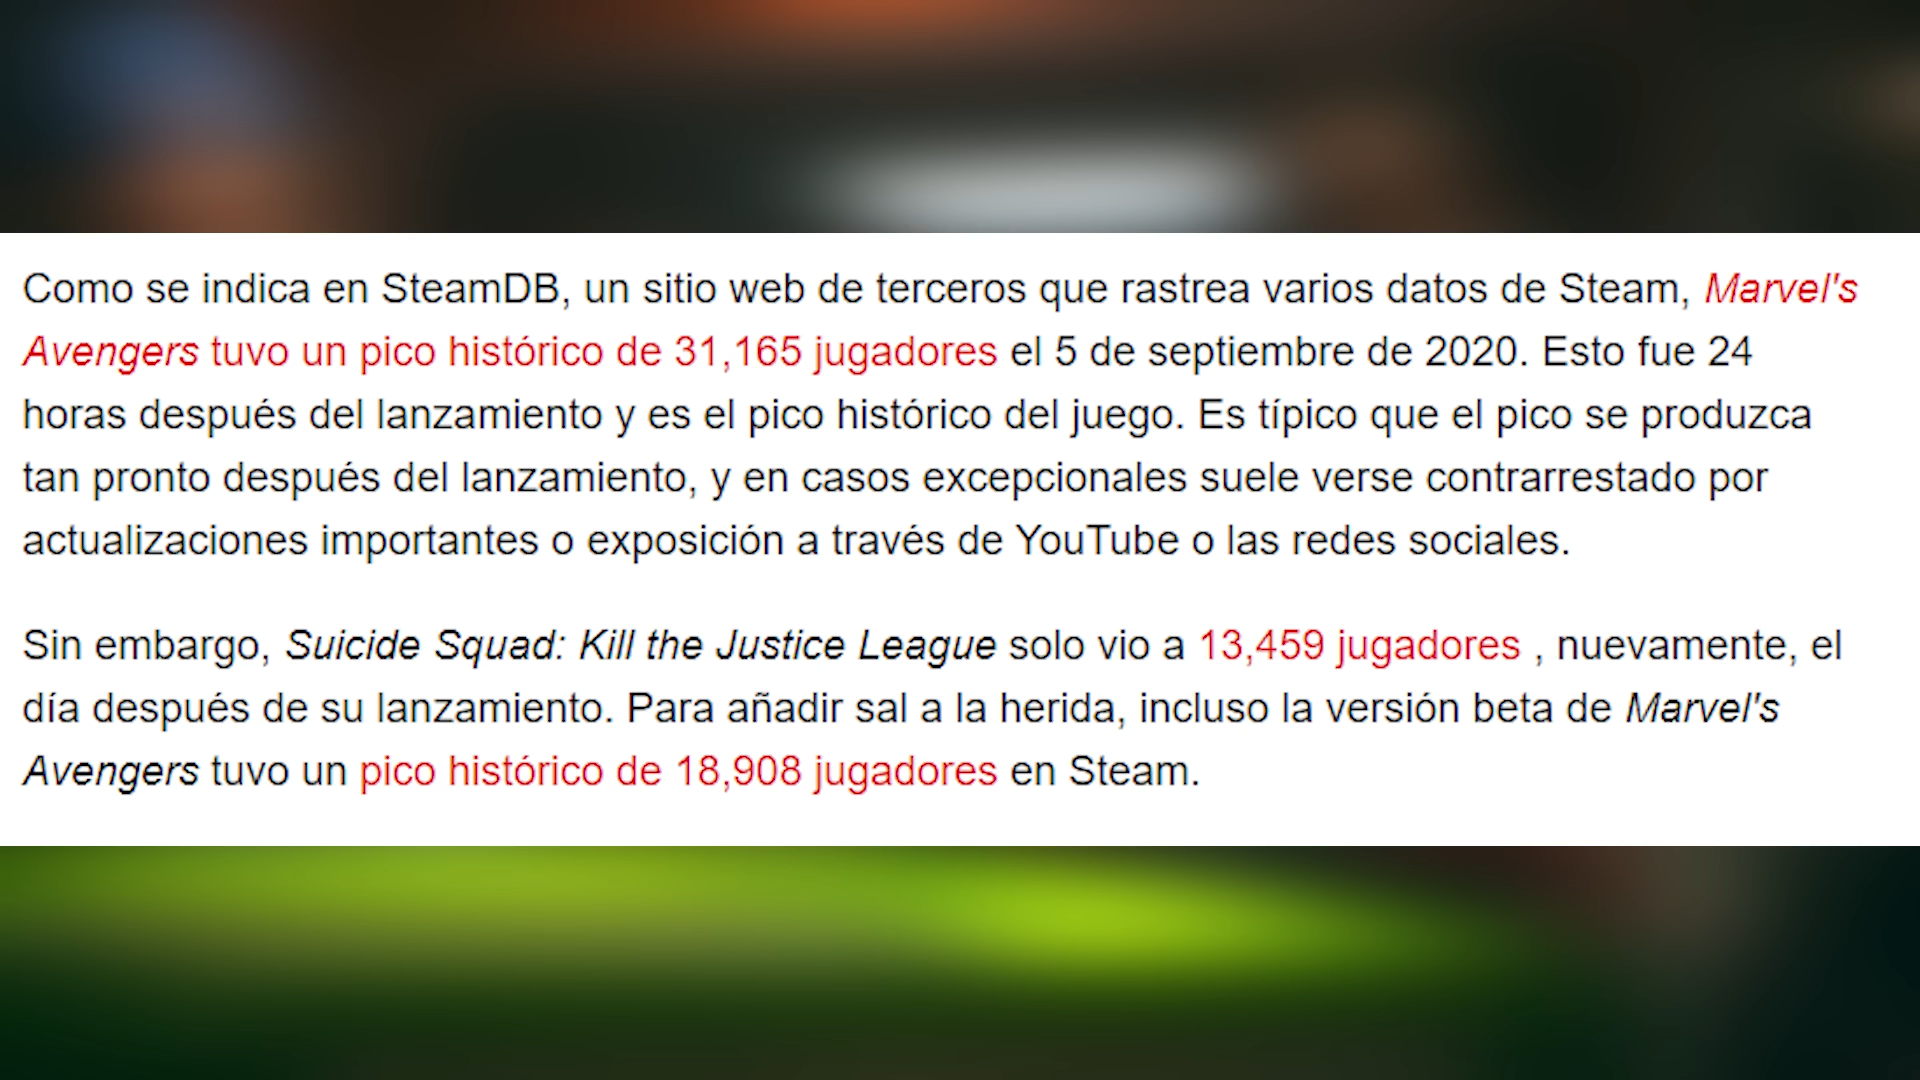 Como se indica en SteamDB, un sitio web de terceros que rastrea varios datos de Steam, Marvel's
Avengers tuvo un pico histórico de 31,165 jugadores el 5 de septiembre de 2020. Esto fue 24
horas después del lanzamiento y es el pico histórico del juego. Es típico que el pico se produzca
tan pronto después del lanzamiento, y en casos excepcionales suele verse contrarrestado por
actualizaciones importantes o exposición a través de YouTube o las redes sociales.
Sin embargo, Suicide Squad: Kill the Justice League solo vio a 13,459 jugadores , nuevamente, el
día después de su lanzamiento. Para añadir sal a la herida, incluso la versión beta de Marvel's
Avengers tuvo un pico histórico de 18,908 jugadores en Steam.